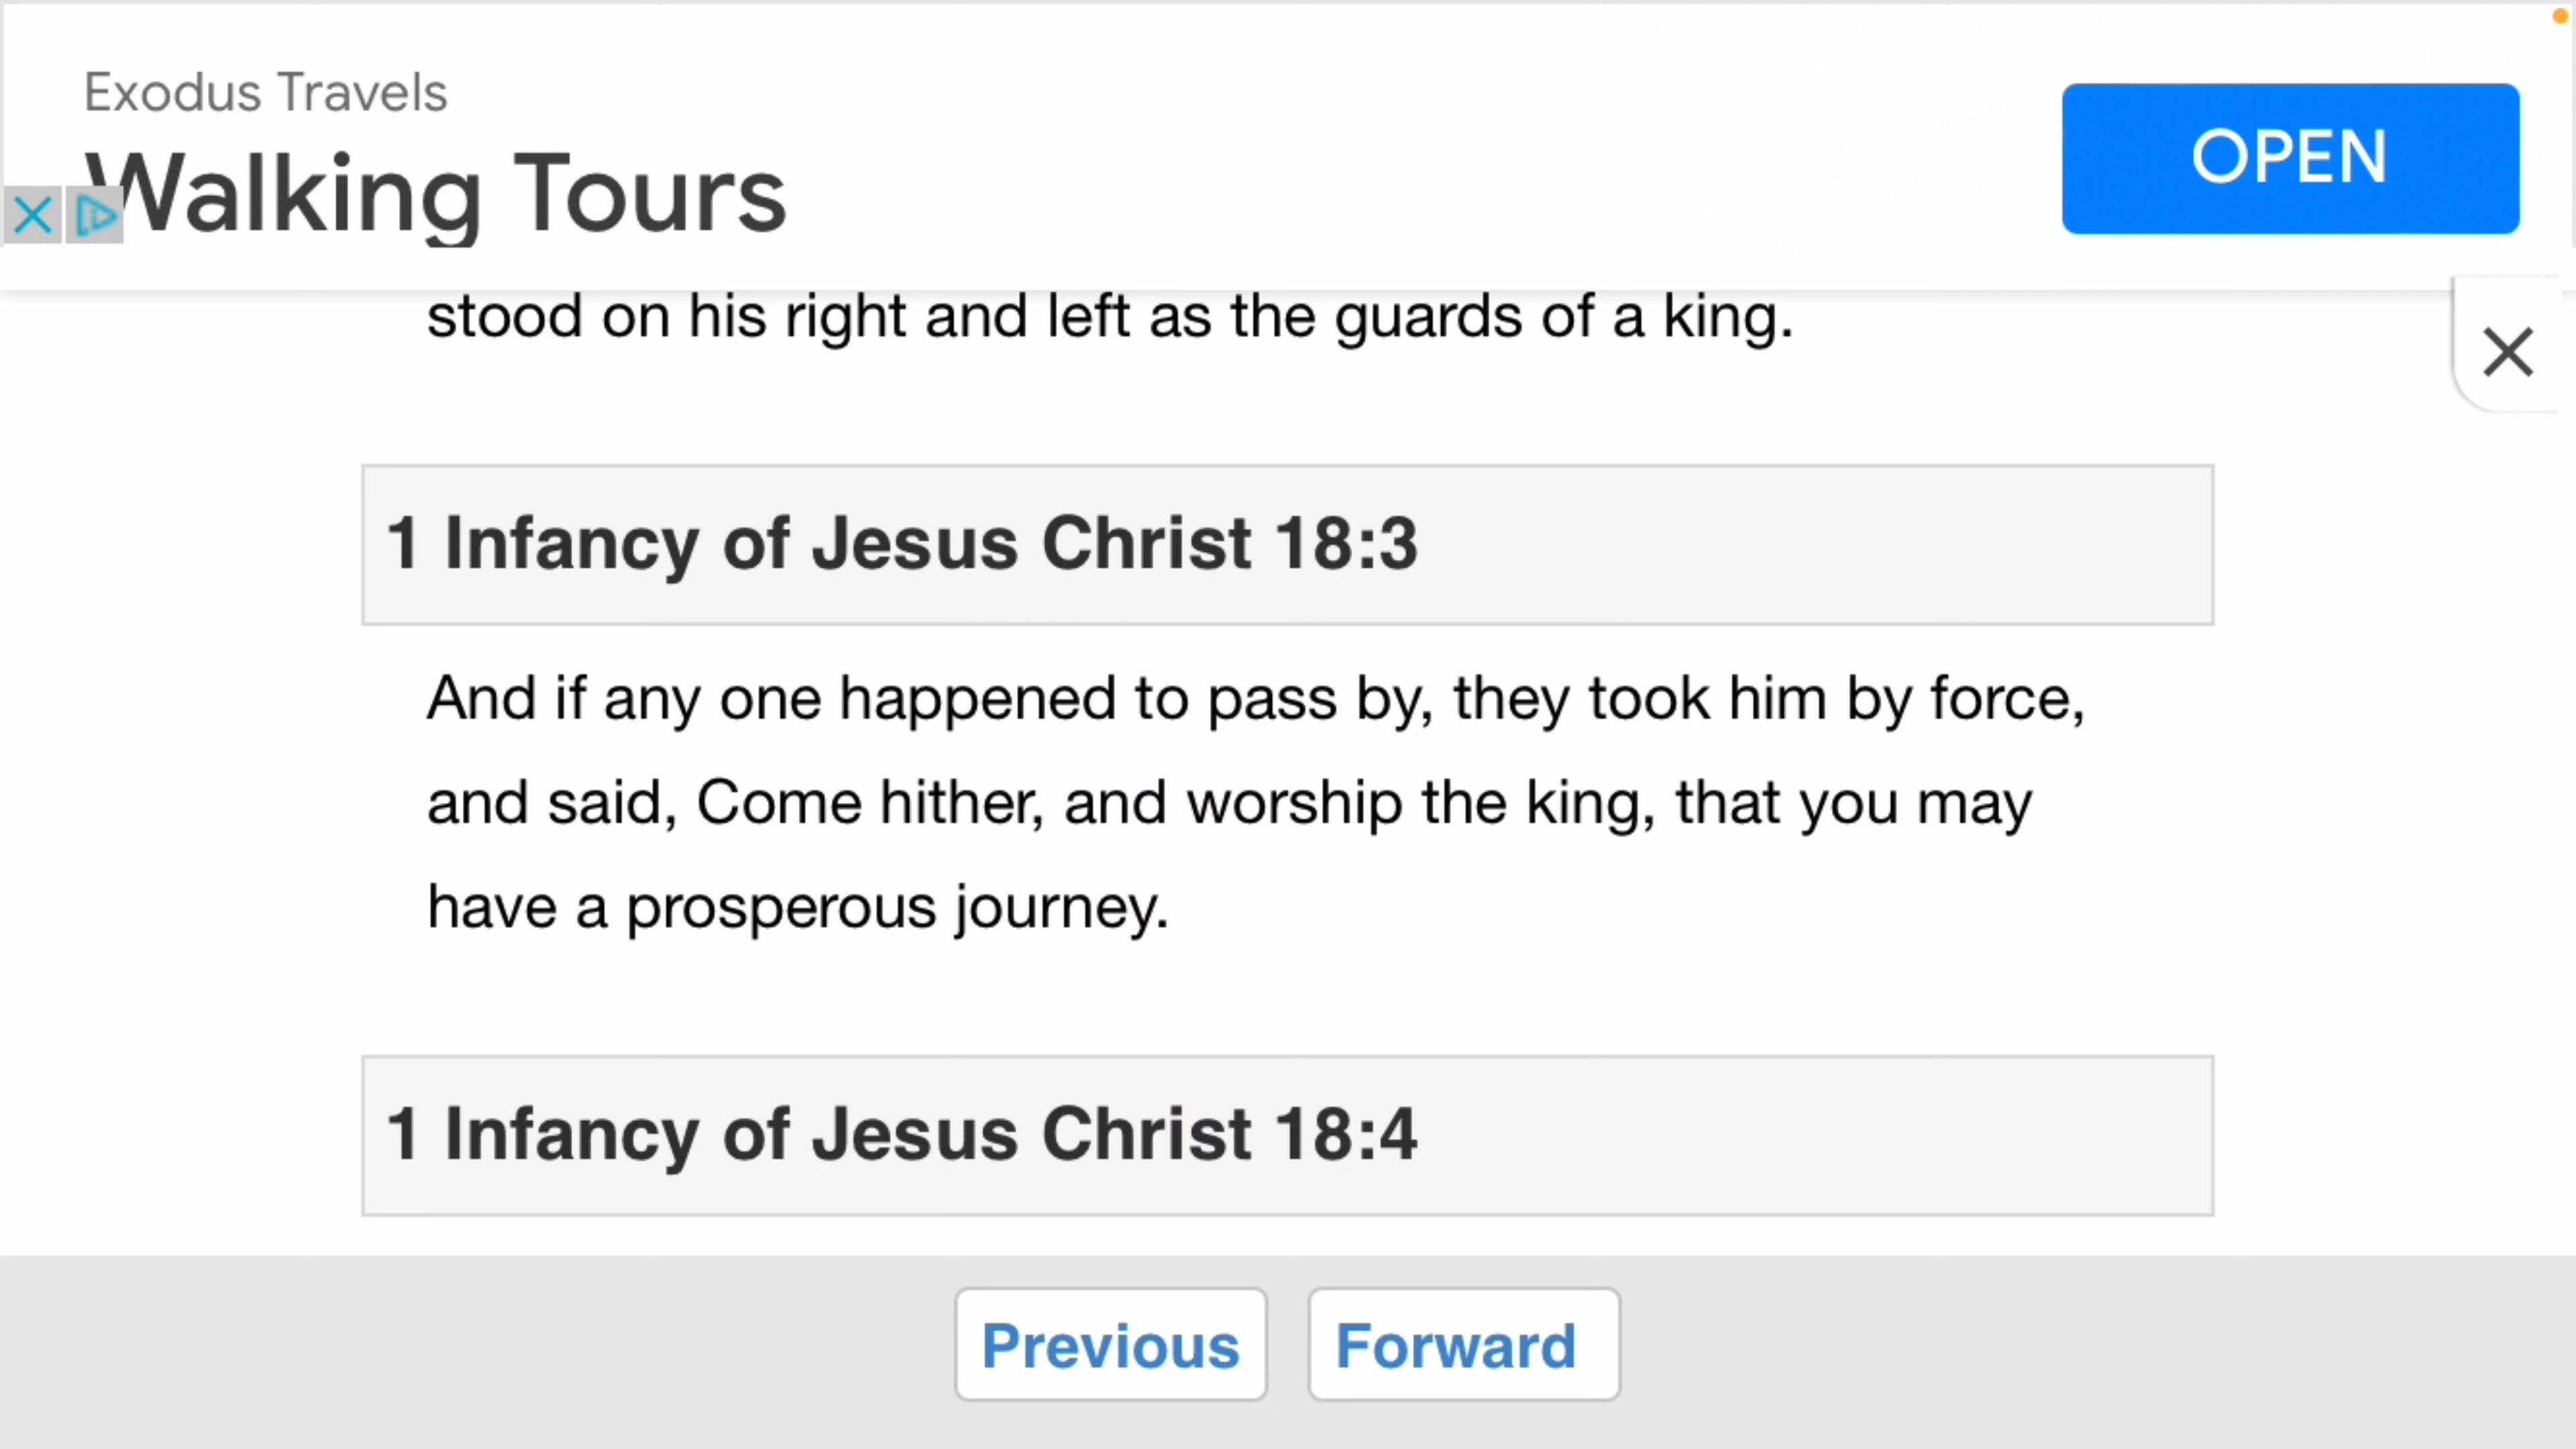 Exodus Travels
Walking Tours
OPEN
stood on his right and left as the guards of a king.
1 Infancy of Jesus Christ 18:3
And if any one happened to pass by, they took him by force,
and said, Come hither, and worship the king, that you may
have a prosperous journey.
1 Infancy of Jesus Christ 18:4
Previous
Forward